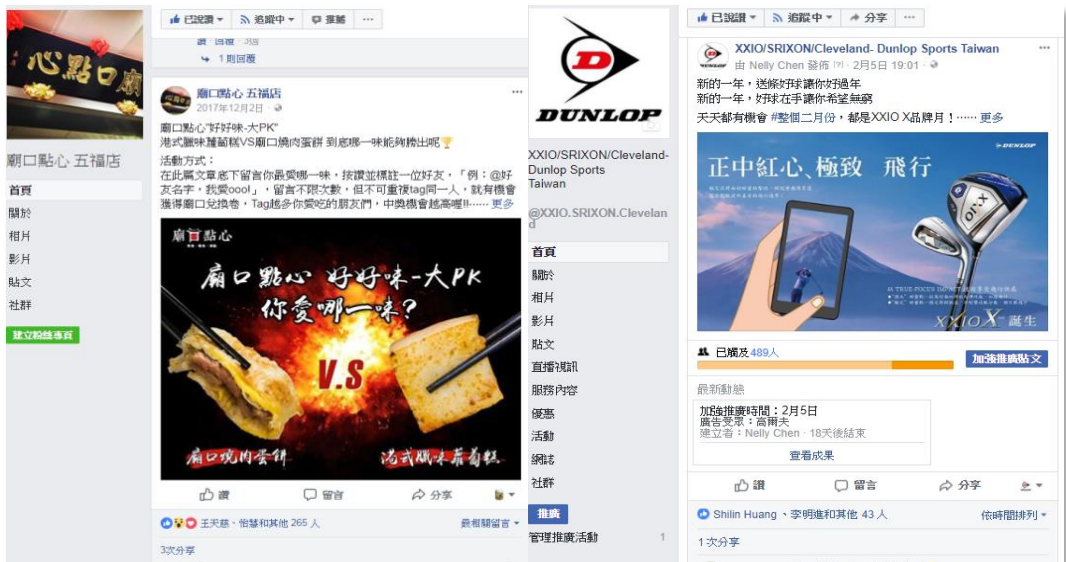 廟口點心
廟口點心 五福店
首頁
關於
相片
影片
貼文
社群
建立粉絲專頁
已說讚
追蹤中
推薦
讚 · 回覆 · 3週
1則回覆
廟口點心 五福店
2017年12月2日
廟口點心"好好味-大PK"
港式臘味蘿蔔糕VS廟口燒肉蛋餅 到底哪一味能夠勝出呢
活動方式：
在此篇文章底下留言你最愛哪一味，按讚並標註一位好友，「例：@好
友名字，我愛ooo!」，留言不限次數，但不可重複tag同一人，就有機會
獲得廟口兌換卷，Tag越多你愛吃的朋友們，中獎機會越高喔!!…… 更多
廟口點心
廟口點心 好好味-大PK
你愛哪一味?
V.S
廟口燒肉蛋餅
港式臘味蘿蔔糕
讚
留言
分享
王天慈、怡慧和其他 265 人
最相關留言
3次分享
DUNLOP
XXIO/SRIXON/Cleveland-
Dunlop Sports
Taiwan
@XXIO.SRIXON.Clevelan
d
首頁
關於
相片
影片
貼文
直播視訊
服務內容
優惠
活動
網誌
社群
推廣
管理推廣活動 1
已說讚
追蹤中
分享
DUNLOP
XXIO/SRIXON/Cleveland- Dunlop Sports Taiwan
由 Nelly Chen 發佈 [?] · 2月5日 19:01
新的一年，送條好球讓你好過年
新的一年，好球在手讓你希望無窮
天天都有機會 #整個二月份，都是XXIO X品牌月！…… 更多
DUNLOP
正中紅心、極致 飛行
XXIO X 誕生
已觸及489人
加強推廣貼文
最新動態
加強推廣時間：2月5日
廣告受眾：高爾夫
建立者：Nelly Chen · 18天後結束
查看成果
讚
留言
分享
Shilin Huang 、李明進和其他 43 人
依時間排列
1 次分享